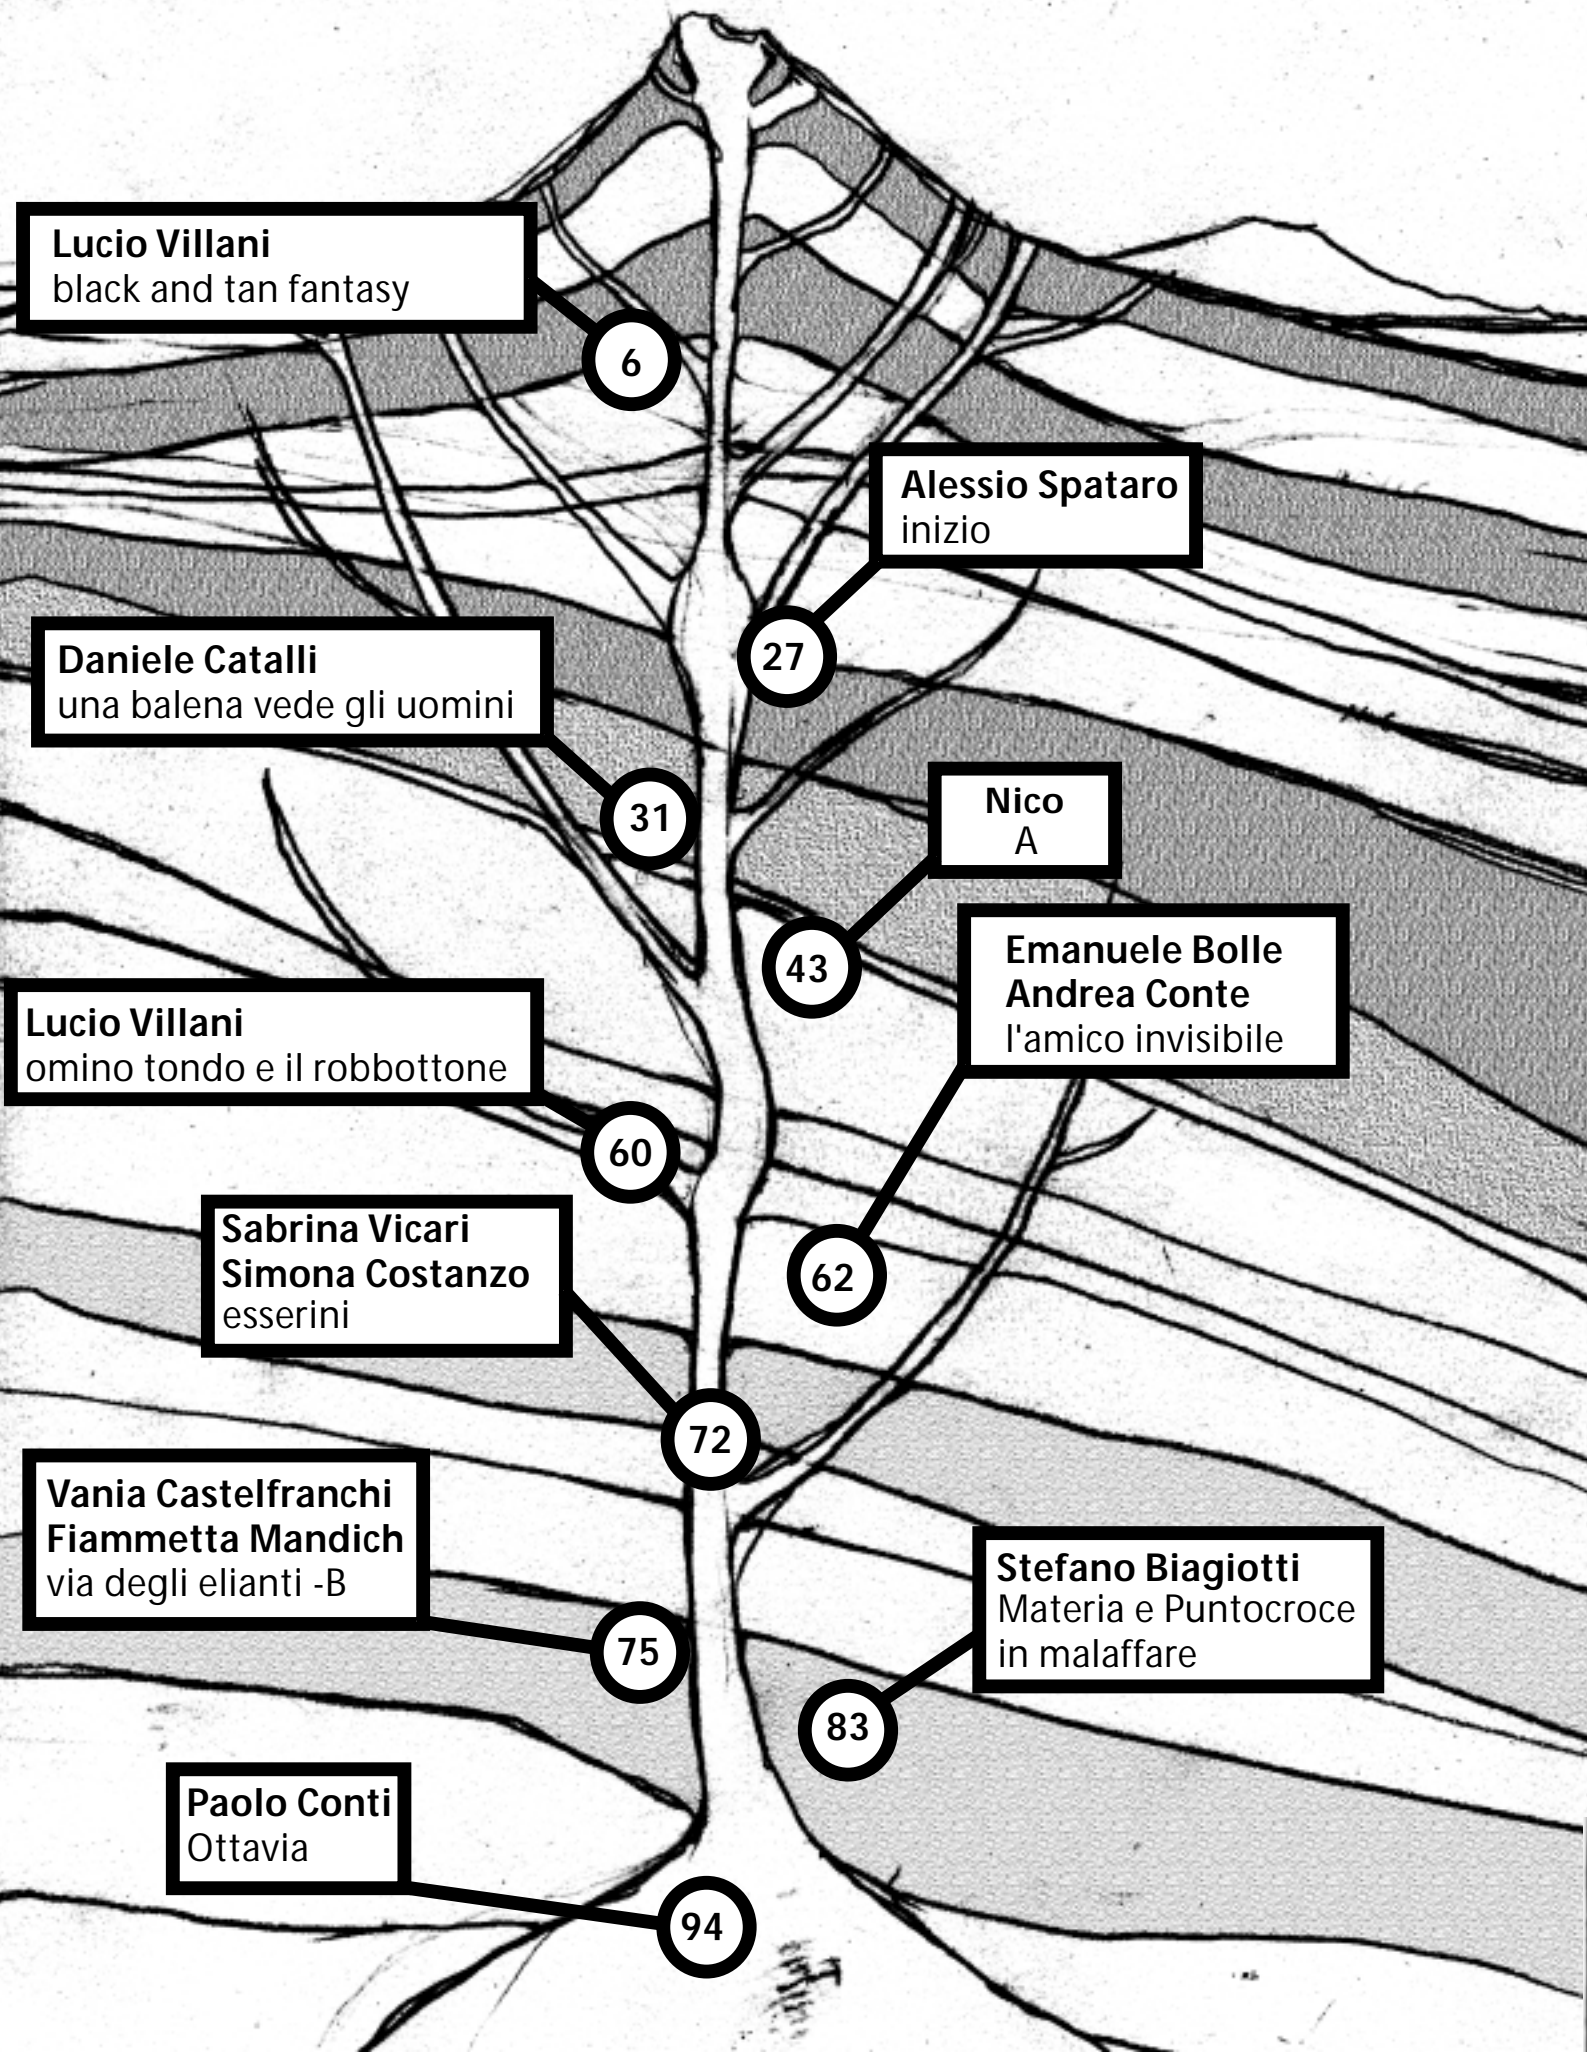 Lucio Villani
black and tan fantasy
6
Alessio Spataro
inizio
27
Daniele Catalli
una balena vede gli uomini
31
Nico
A
43
Emanuele Bolle
Andrea Conte
l'amico invisibile
62
Lucio Villani
omino tondo e il robbottone
60
Sabrina Vicari
Simona Costanzo
esserini
72
Vania Castelfranchi
Fiammetta Mandich
via degli elianti -B
75
Stefano Biagiotti
Materia e Puntocroce
in malaffare
83
Paolo Conti
Ottavia
94